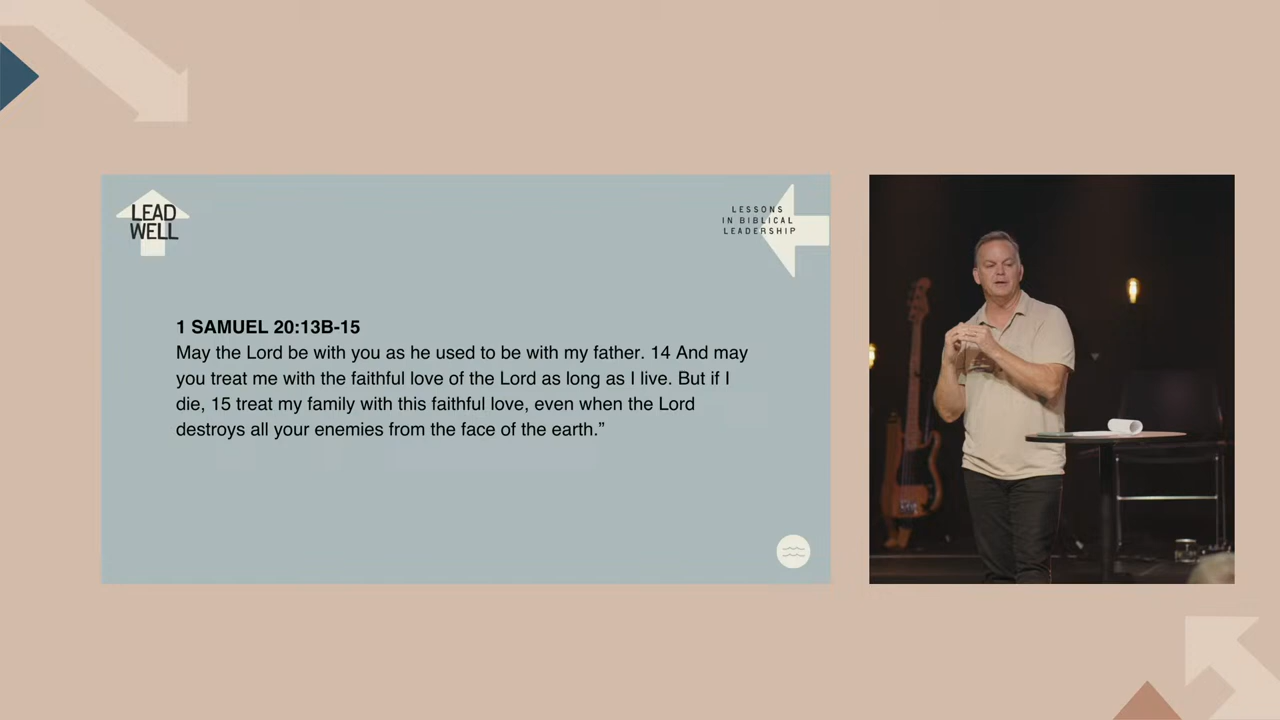 LEAD
WELL
LESSONS
IN BIBLICAL
LEADERSHIP
1 SAMUEL 20:13B-15
May the Lord be with you as he used to be with my father. 14 And may
you treat me with the faithful love of the Lord as long as I live. But if I
die, 15 treat my family with this faithful love, even when the Lord
destroys all your enemies from the face of the earth.”